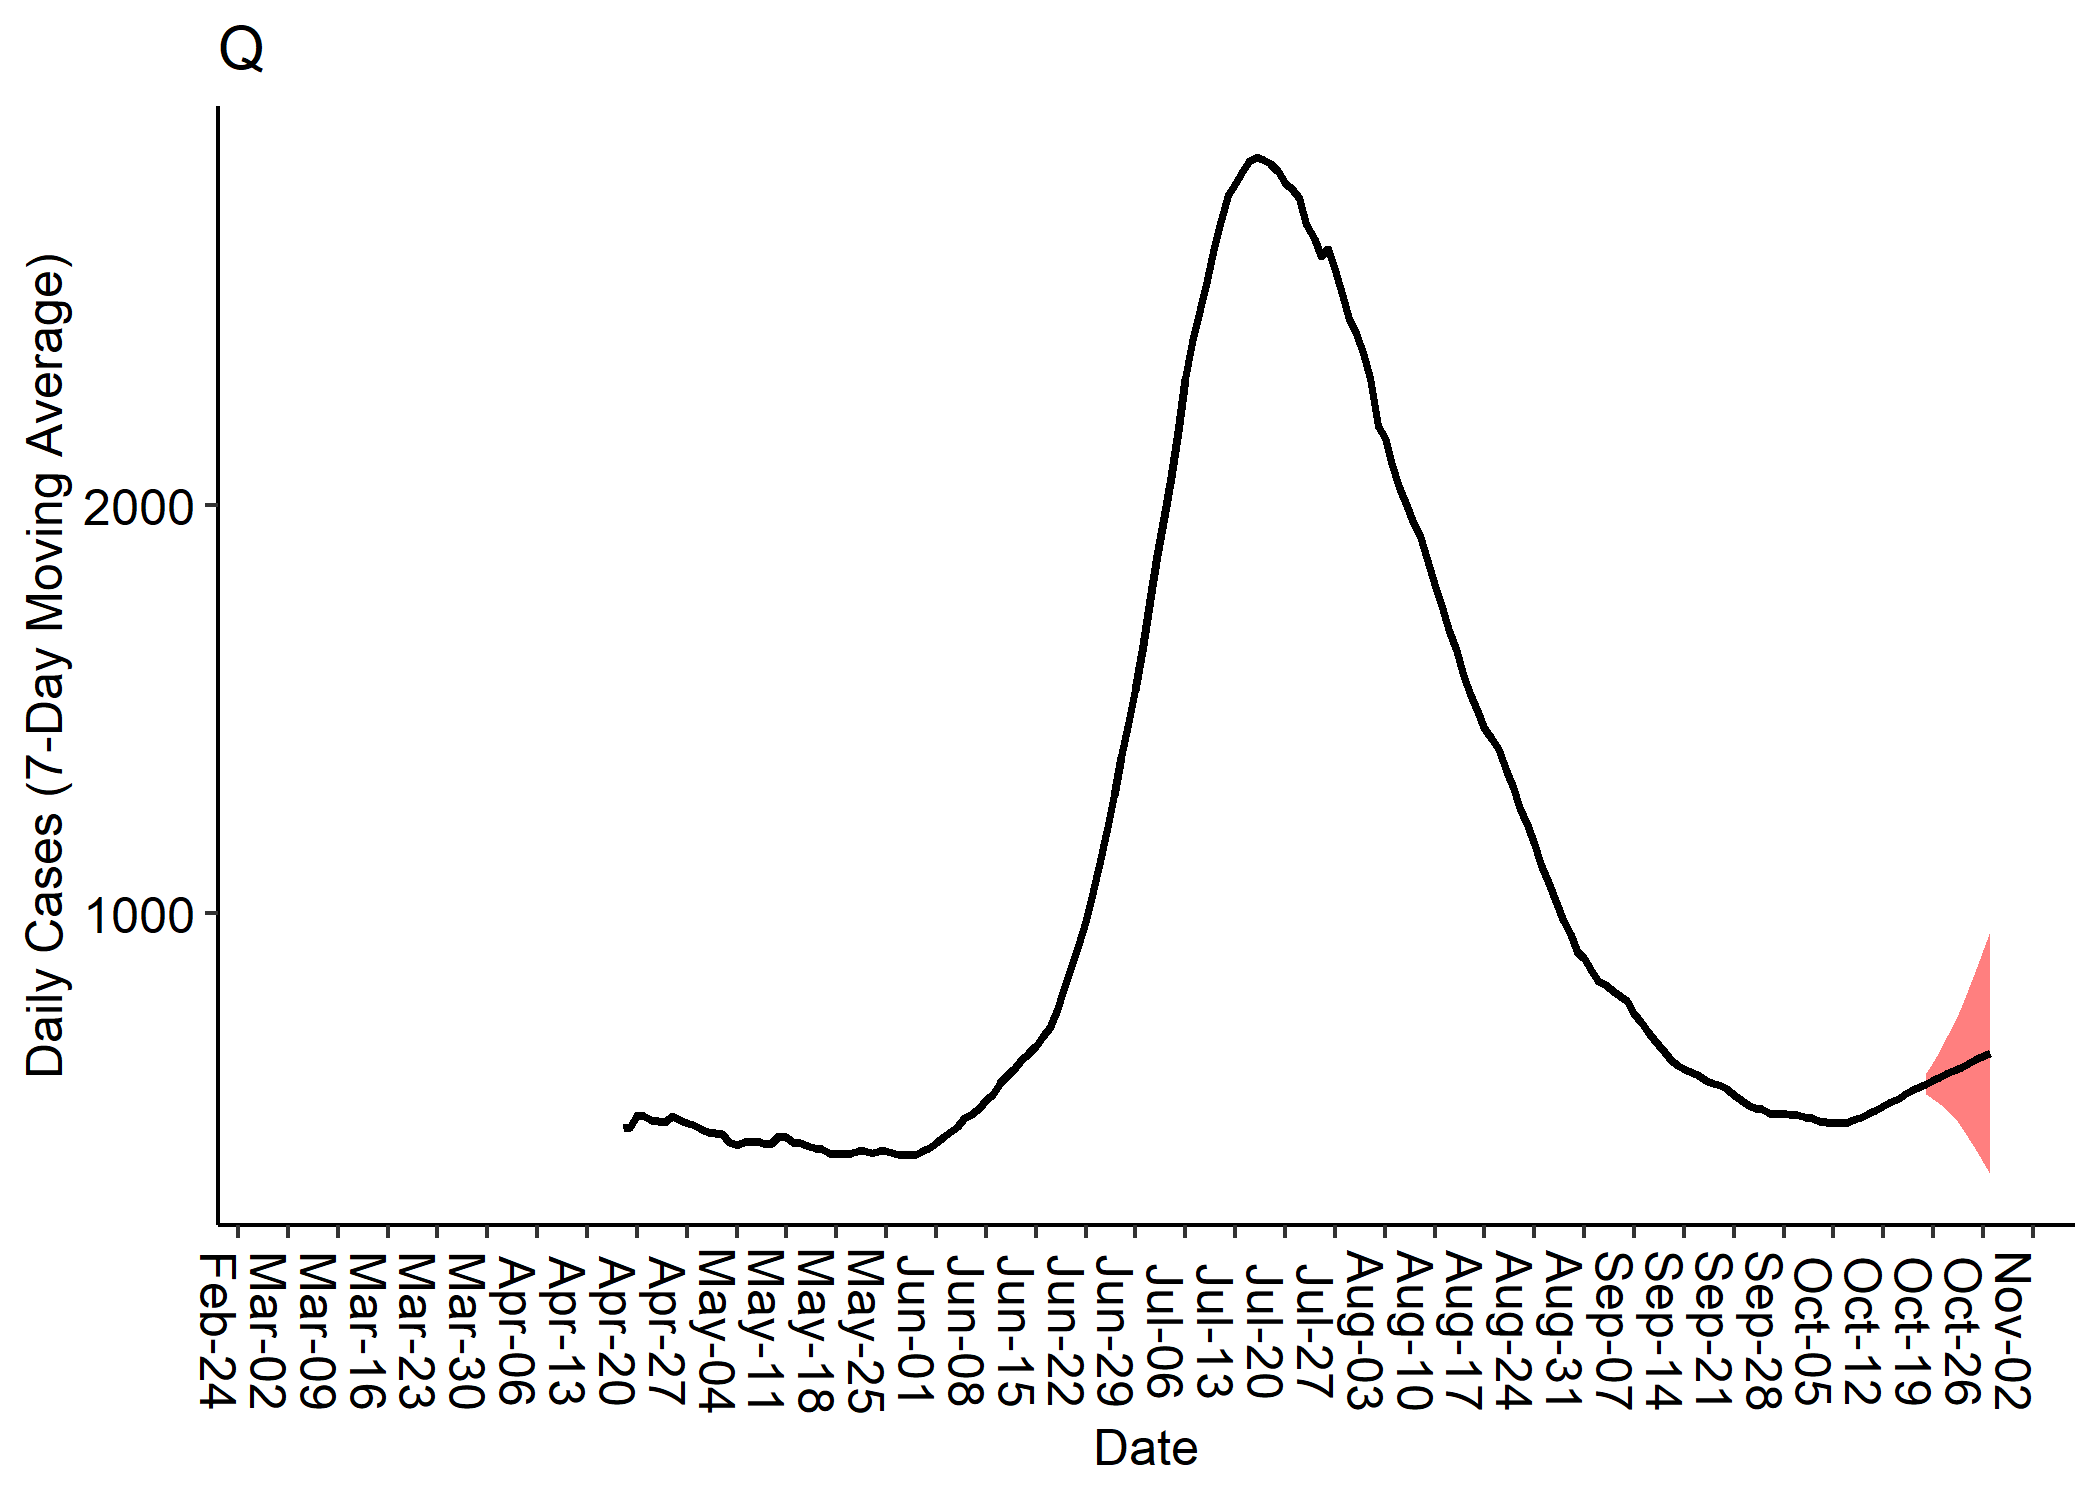 Q
Daily Cases (7-Day Moving Average)
2000
1000
Feb-24
Mar-02
Mar-09
Mar-16
Mar-23
Mar-30
Apr-06
Apr-13
Apr-20
Apr-27
May-04
May-11
May-18
May-25
Jun-01
Jun-08
Jun-15
Jun-22
Jun-29
Jul-06
Jul-13
Jul-20
Jul-27
Aug-03
Aug-10
Aug-17
Aug-24
Aug-31
Sep-07
Sep-14
Sep-21
Sep-28
Oct-05
Oct-12
Oct-19
Oct-26
Nov-02
Date